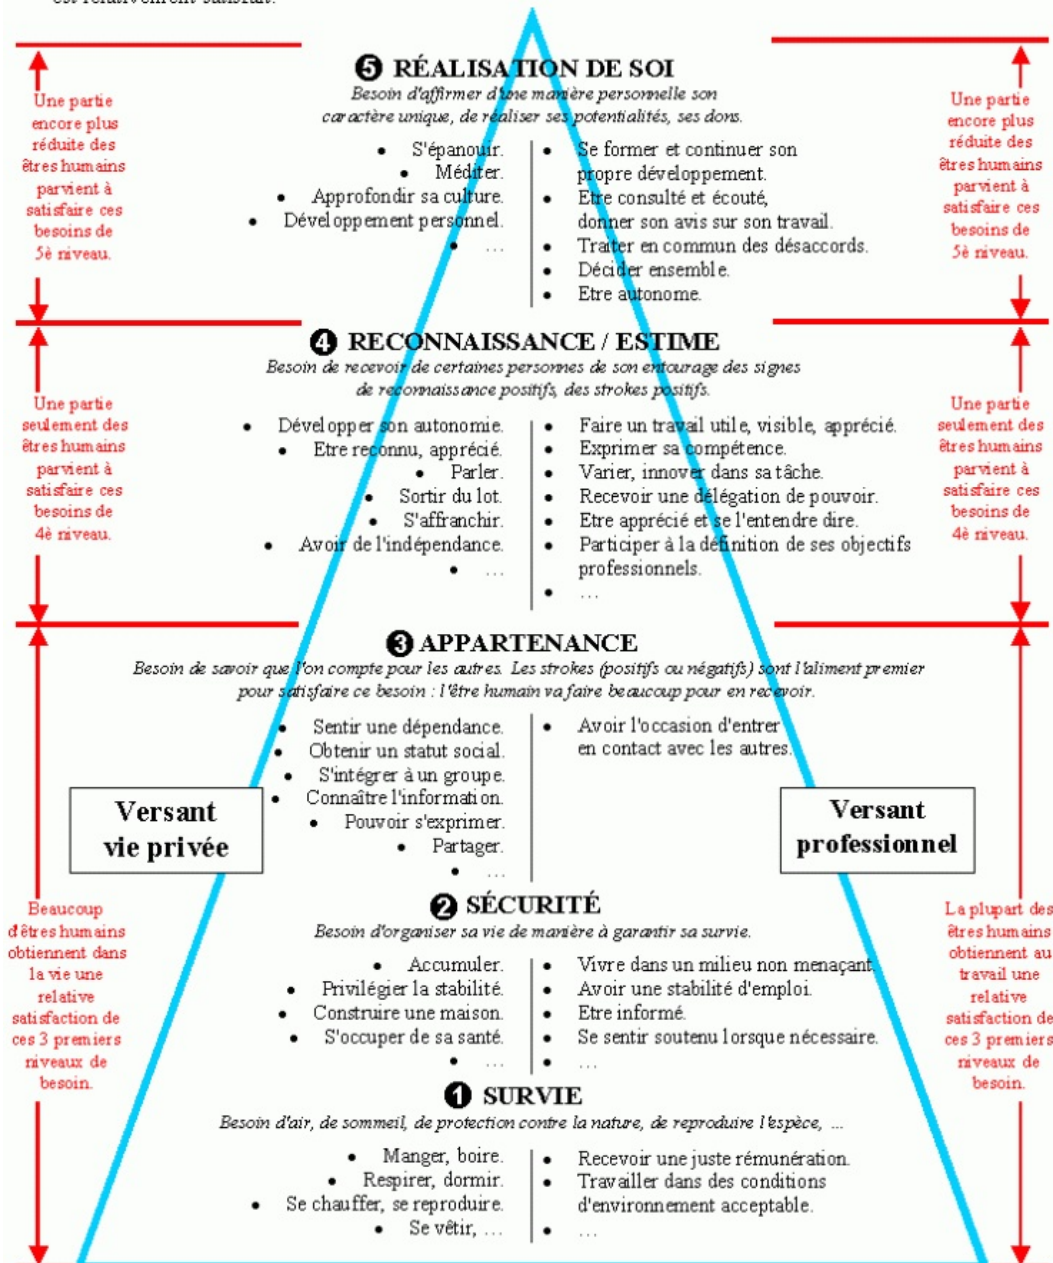 est relativement satisfait.
❺ RÉALISATION DE SOI
Besoin d'affirmer d'une manière personnelle son
caractère unique, de réaliser ses potentialités, ses dons.
• S'épanouir.
• Méditer.
• Approfondir sa culture.
• Développement personnel.
• …
• Se former et continuer son
propre développement.
• Etre consulté et écouté,
donner son avis sur son travail.
• Traiter en commun des désaccords.
• Décider ensemble.
• Etre autonome.
Une partie
encore plus
réduite des
êtres humains
parvient à
satisfaire ces
besoins de
5è niveau.
Une partie
encore plus
réduite des
êtres humains
parvient à
satisfaire ces
besoins de
5è niveau.
❹ RECONNAISSANCE / ESTIME
Besoin de recevoir de certaines personnes de son entourage des signes
de reconnaissance positifs, des strokes positifs.
• Développer son autonomie.
• Etre reconnu, apprécié.
• Parler.
• Sortir du lot.
• S'affranchir.
• Avoir de l'indépendance.
• …
• Faire un travail utile, visible, apprécié.
• Exprimer sa compétence.
• Varier, innover dans sa tâche.
• Recevoir une délégation de pouvoir.
• Etre apprécié et se l'entendre dire.
• Participer à la définition de ses objectifs
professionnels.
• …
Une partie
seulement des
êtres humains
parvient à
satisfaire ces
besoins de
4è niveau.
Une partie
seulement des
êtres humains
parvient à
satisfaire ces
besoins de
4è niveau.
❸ APPARTENANCE
Besoin de savoir que l'on compte pour les autres. Les strokes (positifs ou négatifs) sont l'aliment premier
pour satisfaire ce besoin : l'être humain va faire beaucoup pour en recevoir.
• Sentir une dépendance.
• Obtenir un statut social.
• S'intégrer à un groupe.
• Connaître l'information.
• Pouvoir s'exprimer.
• Partager.
• …
• Avoir l'occasion d'entrer
en contact avec les autres.
Versant
vie privée
Versant
professionnel
❷ SÉCURITÉ
Besoin d'organiser sa vie de manière à garantir sa survie.
• Accumuler.
• Privilégier la stabilité.
• Construire une maison.
• S'occuper de sa santé.
• …
• Vivre dans un milieu non menaçant.
• Avoir une stabilité d'emploi.
• Etre informé.
• Se sentir soutenu lorsque nécessaire.
• …
Beaucoup
d'êtres humains
obtiennent dans
la vie une
relative
satisfaction de
ces 3 premiers
niveaux de
besoin.
La plupart des
êtres humains
obtiennent au
travail une
relative
satisfaction de
ces 3 premiers
niveaux de
besoin.
❶ SURVIE
Besoin d'air, de sommeil, de protection contre la nature, de reproduire l'espèce, …
• Manger, boire.
• Respirer, dormir.
• Se chauffer, se reproduire.
• Se vêtir, …
• Recevoir une juste rémunération.
• Travailler dans des conditions
d'environnement acceptable.
• …